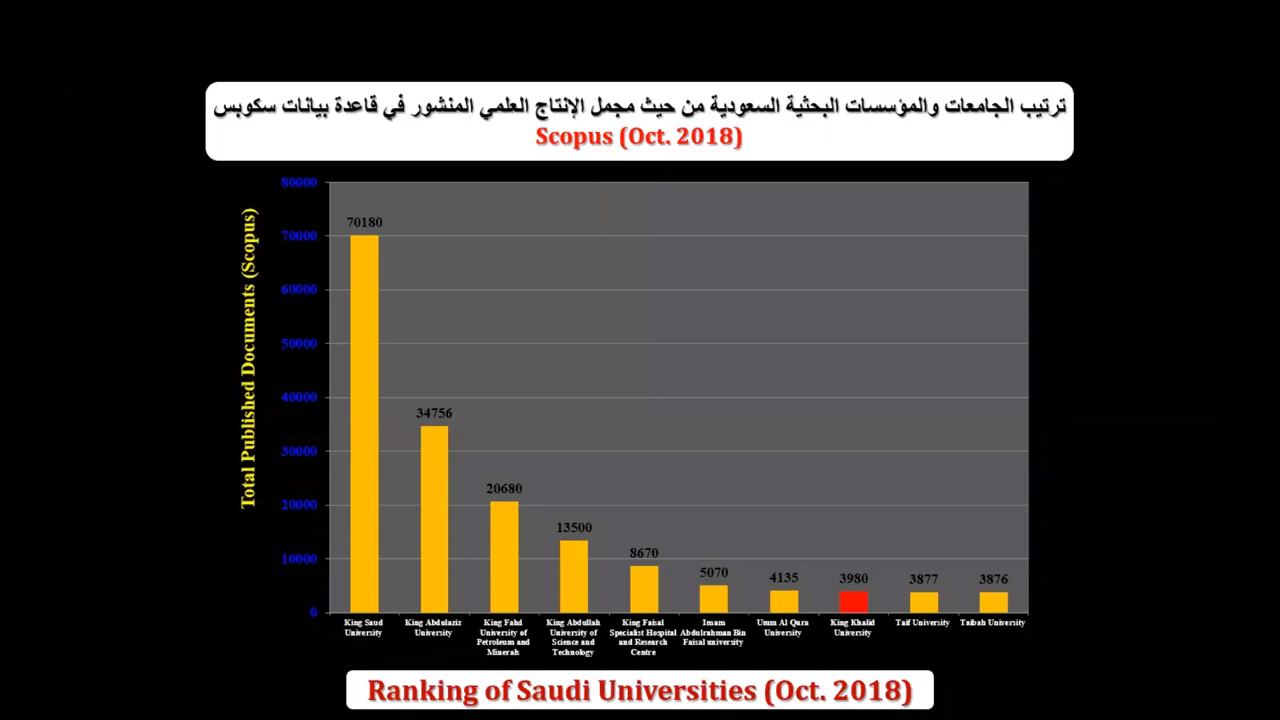 ترتيب الجامعات والمؤسسات البحثية السعودية من حيث مجمل الإنتاج العلمي المنشور في قاعدة بيانات سكوبس
Scopus (Oct. 2018)
Total Published Documents (Scopus)
80000
70000
60000
50000
40000
30000
20000
10000
0
70180
34756
20680
13500
8670
5070
4135
3980
3877
3876
King Saud
University
King Abdulaziz
University
King Fahd
University of
Petroleum and
Minerals
King Abdullah
University of
Science and
Technology
King Faisal
Specialist Hospital
and Research
Centre
Imam
Abdulrahman Bin
Faisal university
Umm Al Qura
University
King Khalid
University
Taif University
Taibah University
Ranking of Saudi Universities (Oct. 2018)